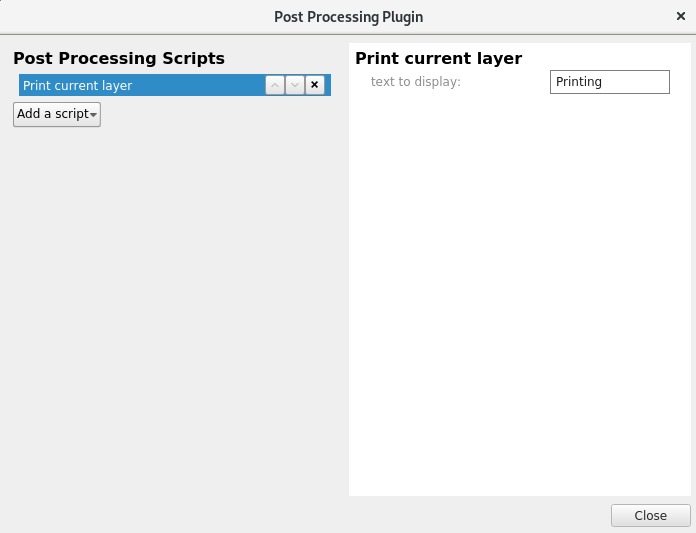 Post Processing Plugin
Post Processing Scripts
Print current layer
Add a script
Print current layer
text to display: Printing
Close